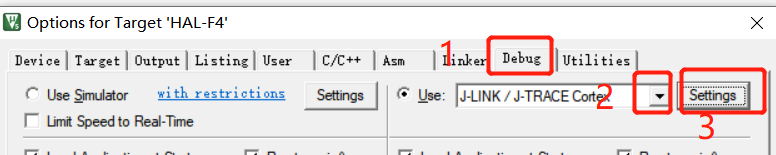 Options for Target 'HAL-F4'
1
Device Target Output Listing User C/C++ Asm Linker Debug Utilities
2
Use Simulator with restrictions Settings Use: J-LINK / J-TRACE Cortex Settings
Limit Speed to Real-Time
3